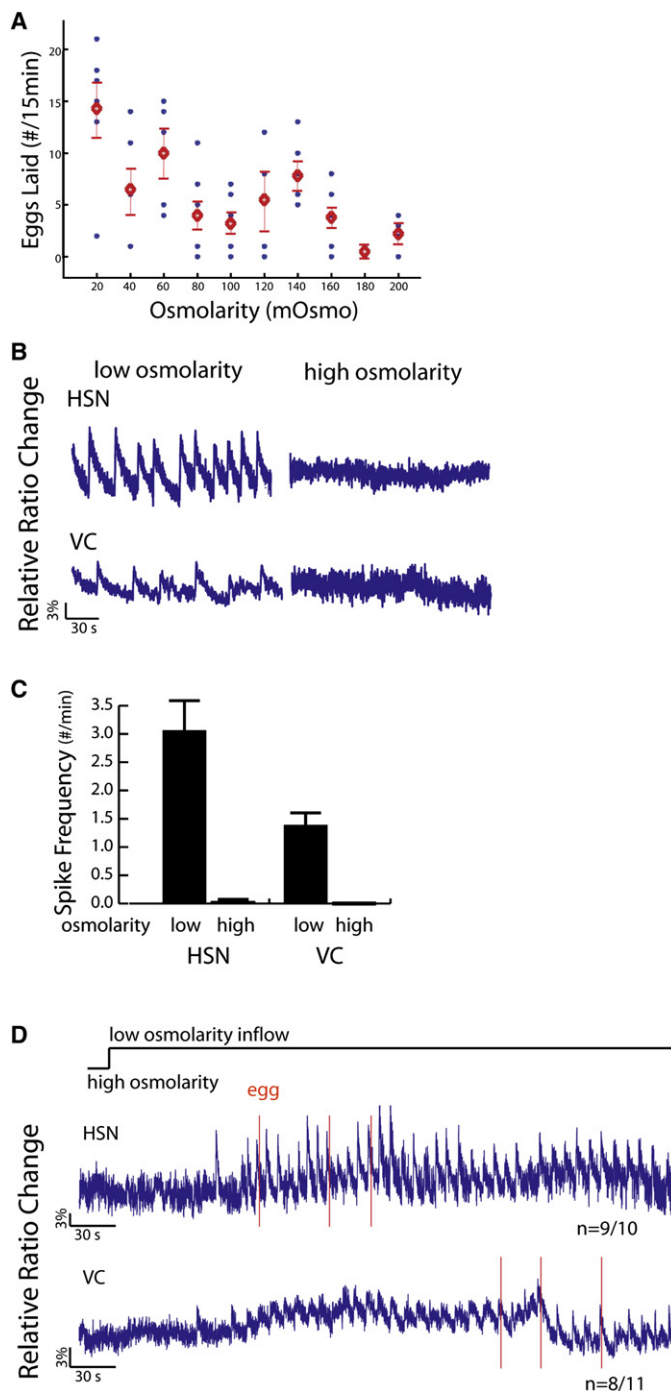 A
Eggs Laid (#/15min)
20
15
10
5
0
20 40 60 80 100 120 140 160 180 200
Osmolarity (mOsmo)
B
low osmolarity high osmolarity
Relative Ratio Change
HSN
VC
3%
30 s
C
Spike Frequency (#/min)
3.5
3.0
2.5
2.0
1.5
1.0
0.5
0.0
osmolarity low high low high
HSN VC
D
low osmolarity inflow
high osmolarity
egg
Relative Ratio Change
HSN
3%
30 s
n=9/10
VC
3%
30 s
n=8/11